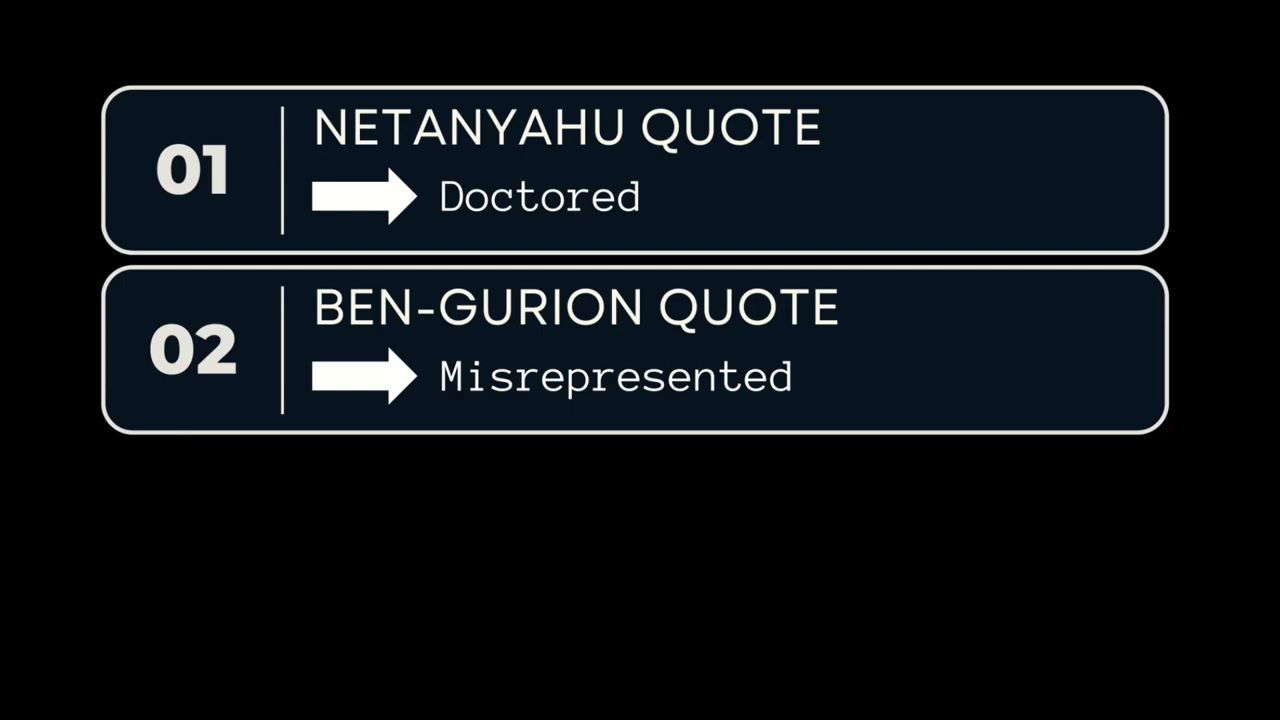 01
NETANYAHU QUOTE
Doctored
02
BEN-GURION QUOTE
Misrepresented